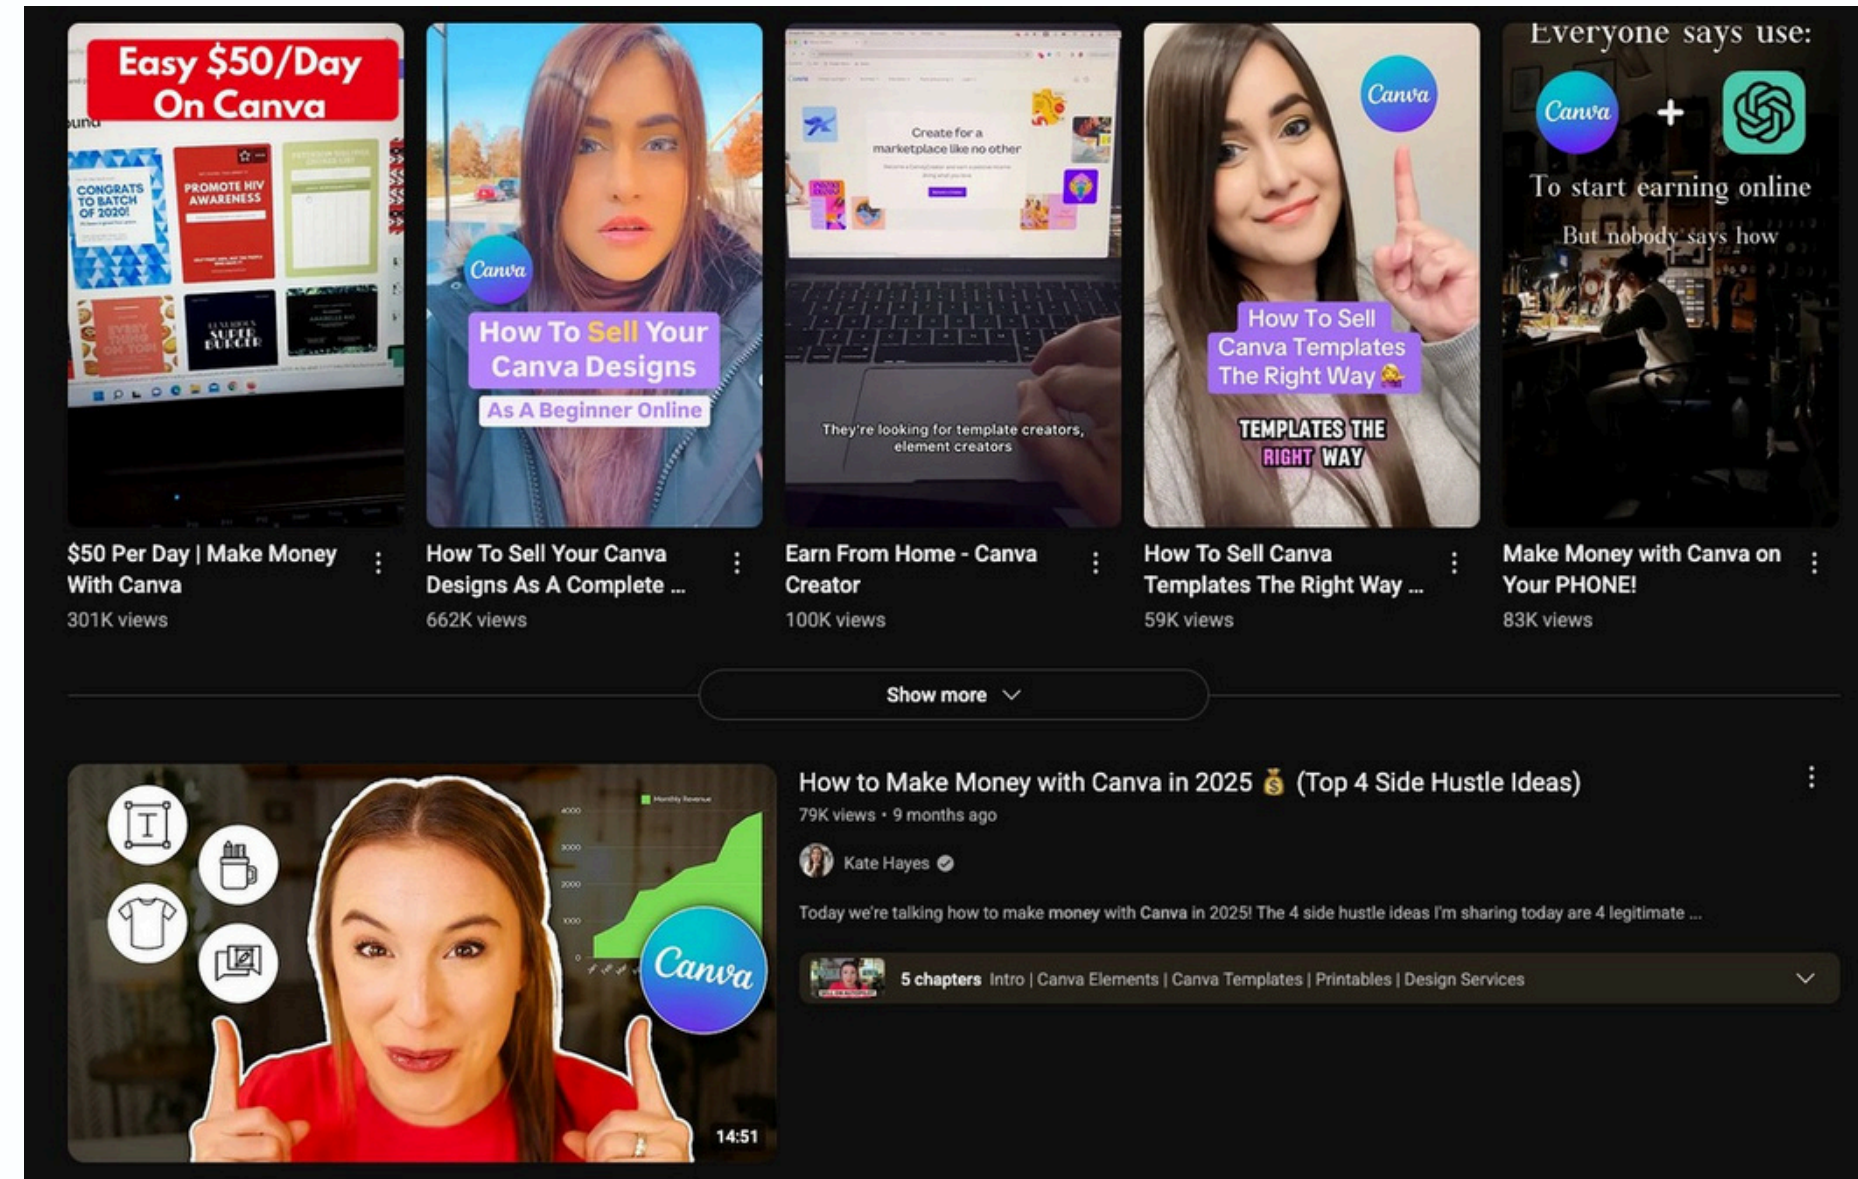 Easy $50/Day
On Canva
CONGRATS
TO BATCH
OF 2020!
PROMOTE HIV
AWARENESS
EVERY
THING
ON TOP!
LUXURIOUS
SUPER
BURGER
Canva
How To Sell Your
Canva Designs
As A Beginner Online
Create for a
marketplace like no other
They're looking for template creators,
element creators
Canva
How To Sell
Canva Templates
The Right Way 💁‍♀️
TEMPLATES THE
RIGHT WAY
Everyone says use:
Canva +
To start earning online
But nobody says how
$50 Per Day | Make Money
With Canva
301K views
How To Sell Your Canva
Designs As A Complete ...
662K views
Earn From Home - Canva
Creator
100K views
How To Sell Canva
Templates The Right Way ...
59K views
Make Money with Canva on
Your PHONE!
83K views
Show more
T
Monthly Revenue
4000
3000
2000
1000
0
Jan Feb Mar
Canva
14:51
How to Make Money with Canva in 2025 💰 (Top 4 Side Hustle Ideas)
79K views • 9 months ago
Kate Hayes
Today we're talking how to make money with Canva in 2025! The 4 side hustle ideas I'm sharing today are 4 legitimate ...
5 chapters Intro | Canva Elements | Canva Templates | Printables | Design Services